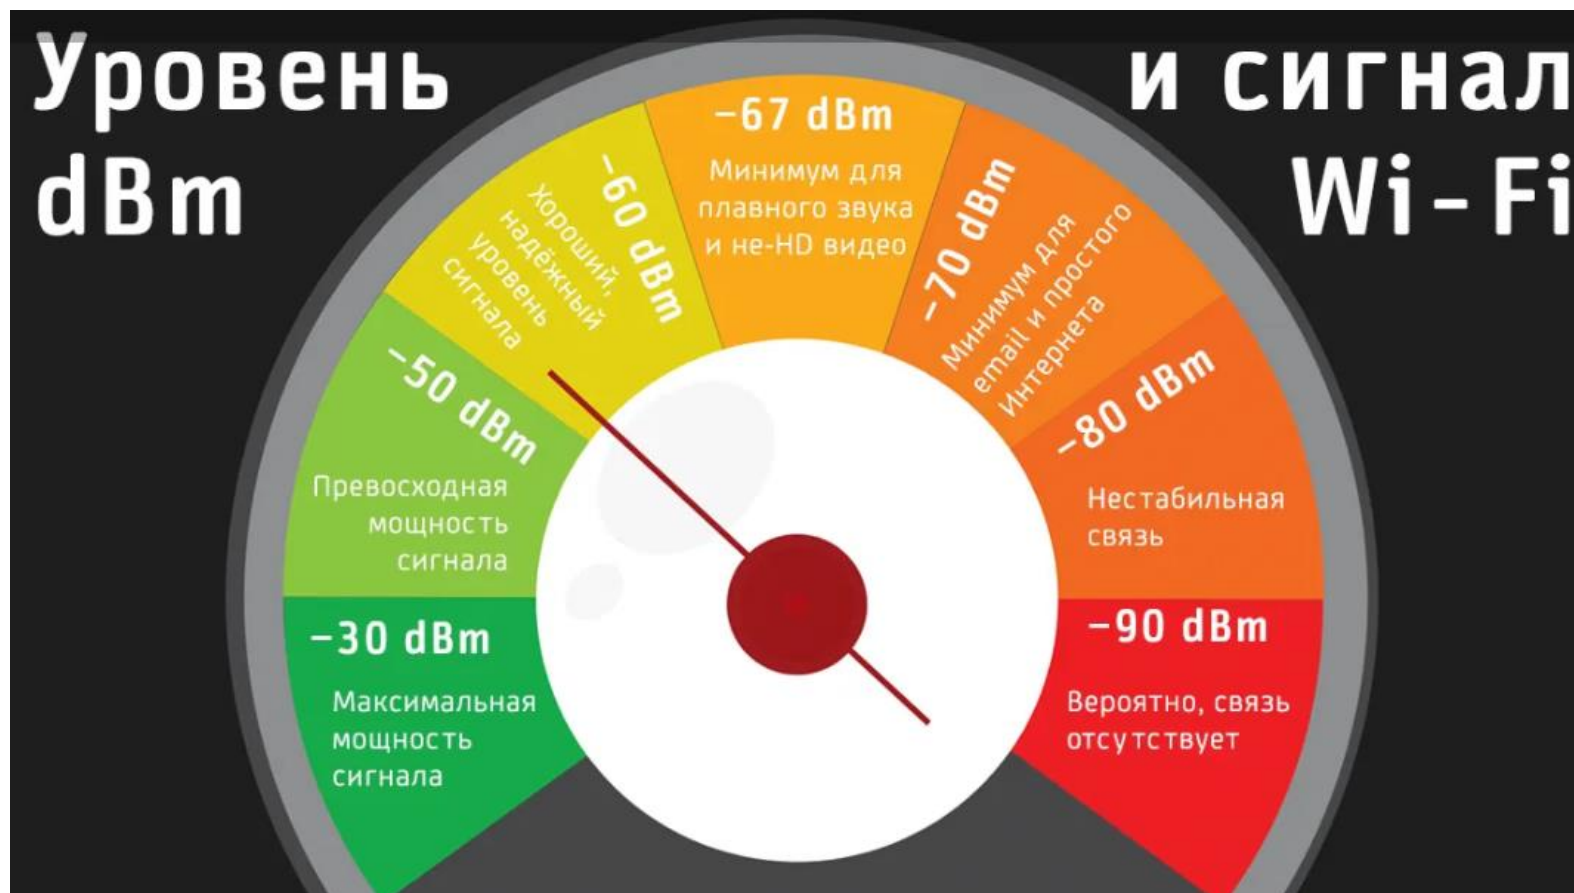 Уровень
dBm
и сигнал
Wi-Fi
−30 dBm
Максимальная
мощность
сигнала
−50 dBm
Превосходная
мощность
сигнала
−60 dBm
Хороший,
надёжный
уровень
сигнала
−67 dBm
Минимум для
плавного звука
и не-HD видео
−70 dBm
Минимум для
email и простого
Интернета
−80 dBm
Нестабильная
связь
−90 dBm
Вероятно, связь
отсутствует